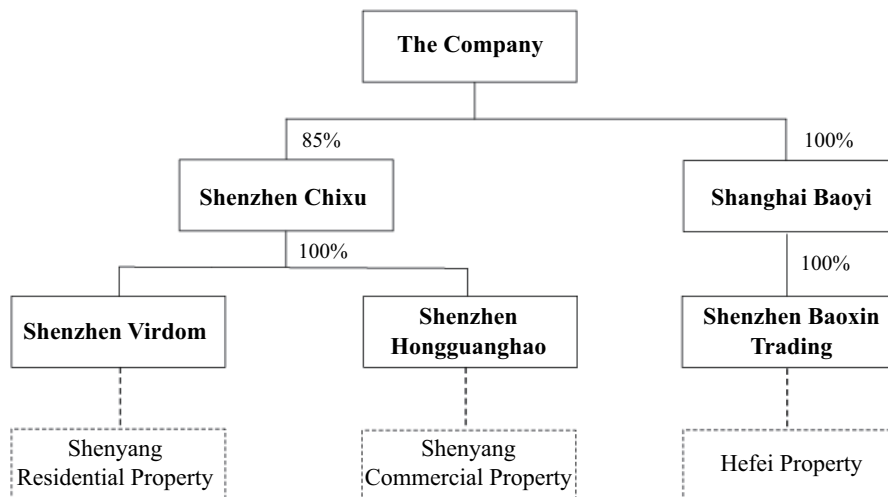 The Company
85%
100%
Shenzhen Chixu
Shanghai Baoyi
100%
100%
Shenzhen Virdom
Shenzhen
Hongguanghao
Shenzhen Baoxin
Trading
Shenyang
Residential Property
Shenyang
Commercial Property
Hefei Property